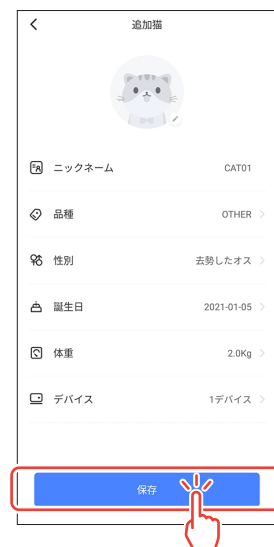 追加猫
ニックネーム CAT01
品種 OTHER
性別 去勢したオス
誕生日 2021-01-05
体重 2.0Kg
デバイス 1デバイス
保存